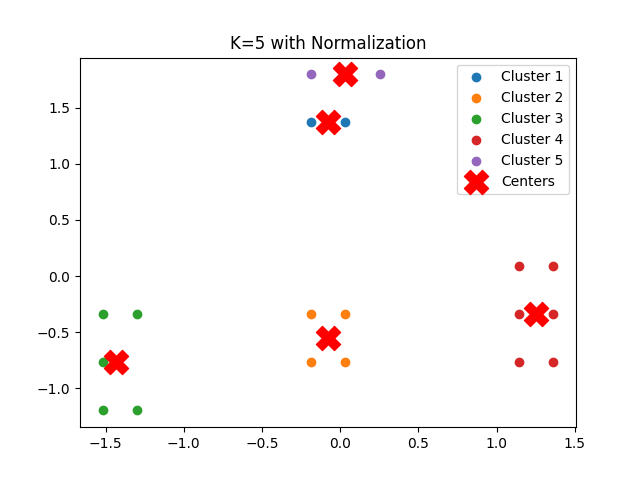 K=5 with Normalization
Cluster 1
Cluster 2
Cluster 3
Cluster 4
Cluster 5
Centers
1.5
1.0
0.5
0.0
−0.5
−1.0
−1.5 −1.0 −0.5 0.0 0.5 1.0 1.5